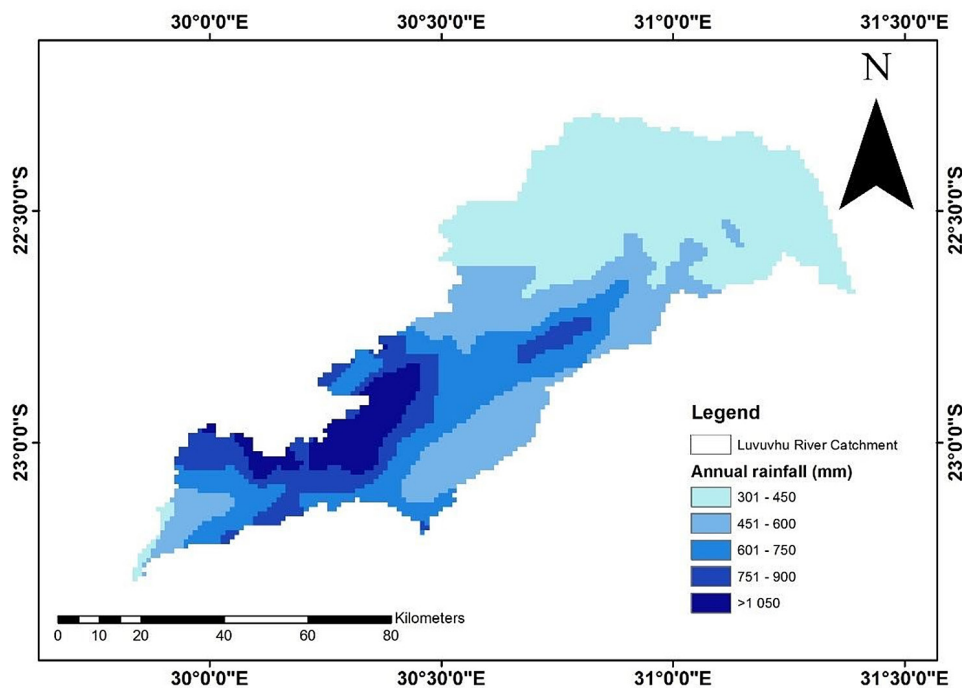 30°0'0"E 30°30'0"E 31°0'0"E 31°30'0"E
N
22°30'0"S 22°30'0"S
23°0'0"S 23°0'0"S
Legend
Luvuvhu River Catchment
Annual rainfall (mm)
301 - 450
451 - 600
601 - 750
751 - 900
>1 050
Kilometers
0 10 20 40 60 80
30°0'0"E 30°30'0"E 31°0'0"E 31°30'0"E